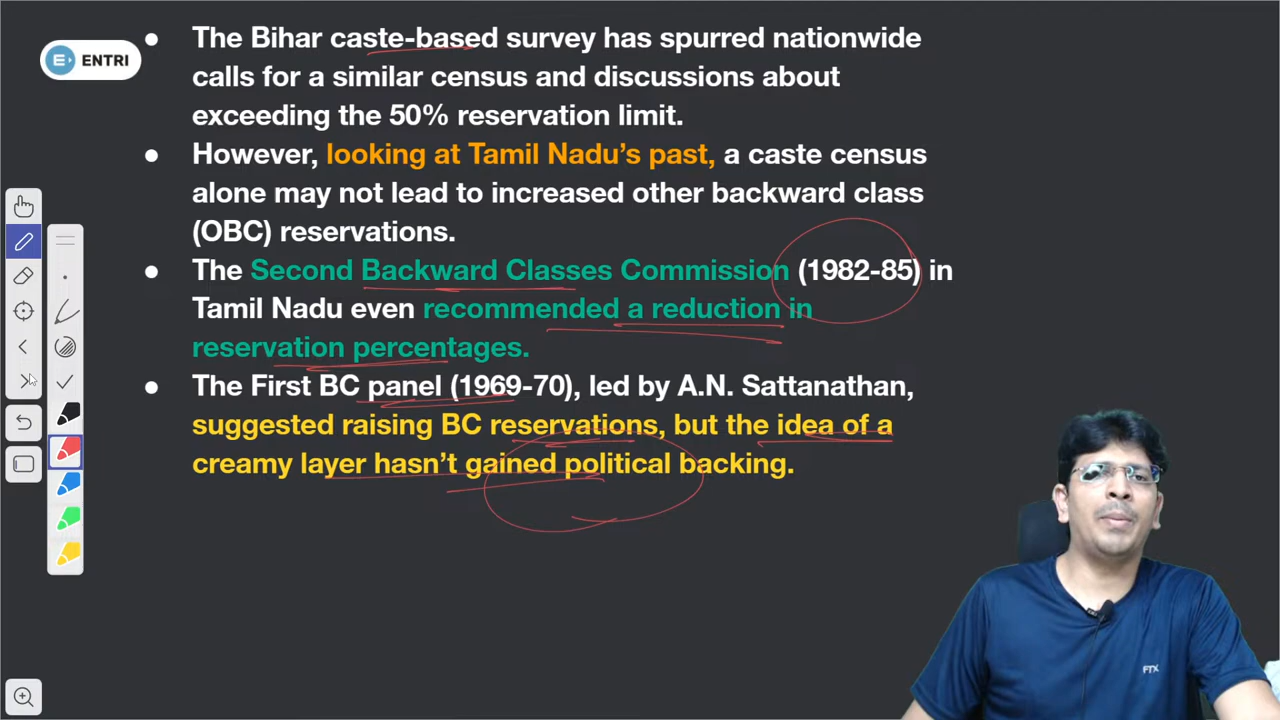 The Bihar caste-based survey has spurred nationwide
ENTRI
calls for a similar census and discussions about
exceeding the 50% reservation limit.
However, looking at Tamil Nadu’s past, a caste census
alone may not lead to increased other backward class
(OBC) reservations.
The Second Backward Classes Commission (1982-85) in
Tamil Nadu even recommended a reduction in
reservation percentages.
The First BC panel (1969-70), led by A.N. Sattanathan,
suggested raising BC reservations, but the idea of a
creamy layer hasn’t gained political backing.
FTX